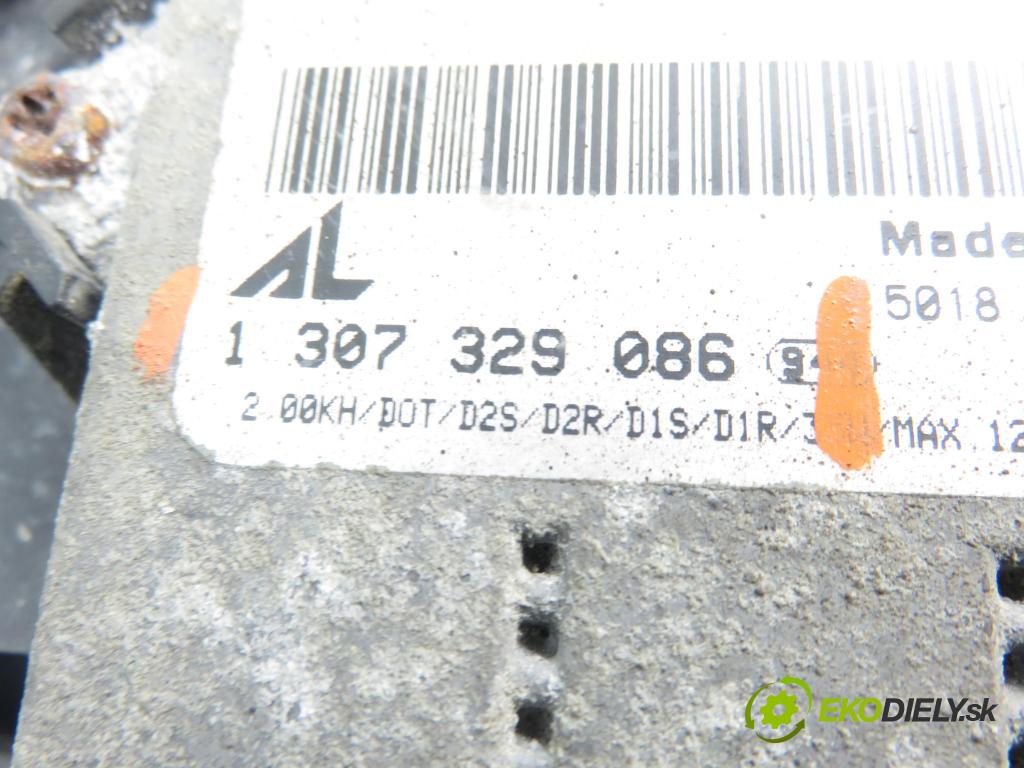 AL
Made
5018
1 307 329 086
2.00KH/DOT/D2S/D2R/D1S/D1R/ /MAX 12
EKODIELY.sk